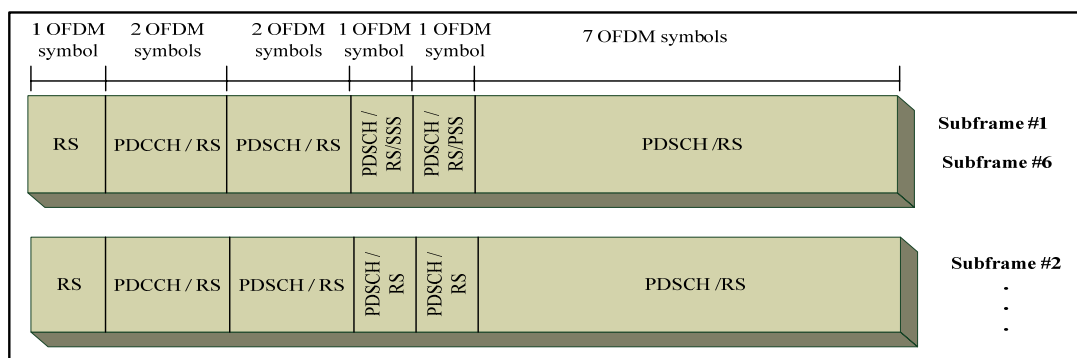 1 OFDM symbol
2 OFDM symbols
2 OFDM symbols
1 OFDM symbol
1 OFDM symbol
7 OFDM symbols
RS
PDCCH / RS
PDSCH / RS
PDSCH / RS/SSS
PDSCH / RS/PSS
PDSCH /RS
Subframe #1
Subframe #6
RS
PDCCH / RS
PDSCH / RS
PDSCH / RS
PDSCH / RS
PDSCH /RS
Subframe #2
.
.
.